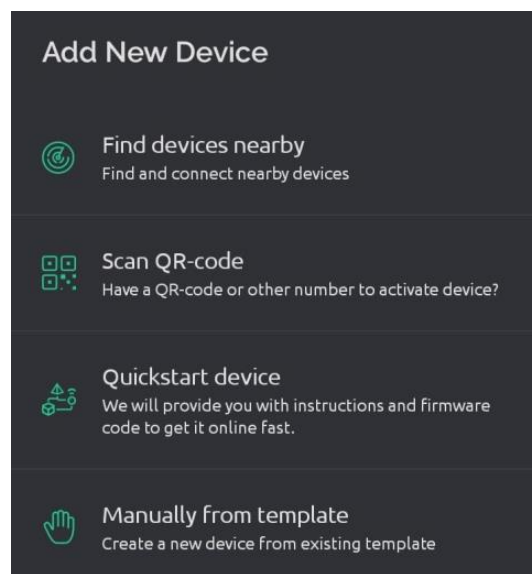 Add New Device
Find devices nearby
Find and connect nearby devices
Scan QR-code
Have a QR-code or other number to activate device?
Quickstart device
We will provide you with instructions and firmware
code to get it online fast.
Manually from template
Create a new device from existing template